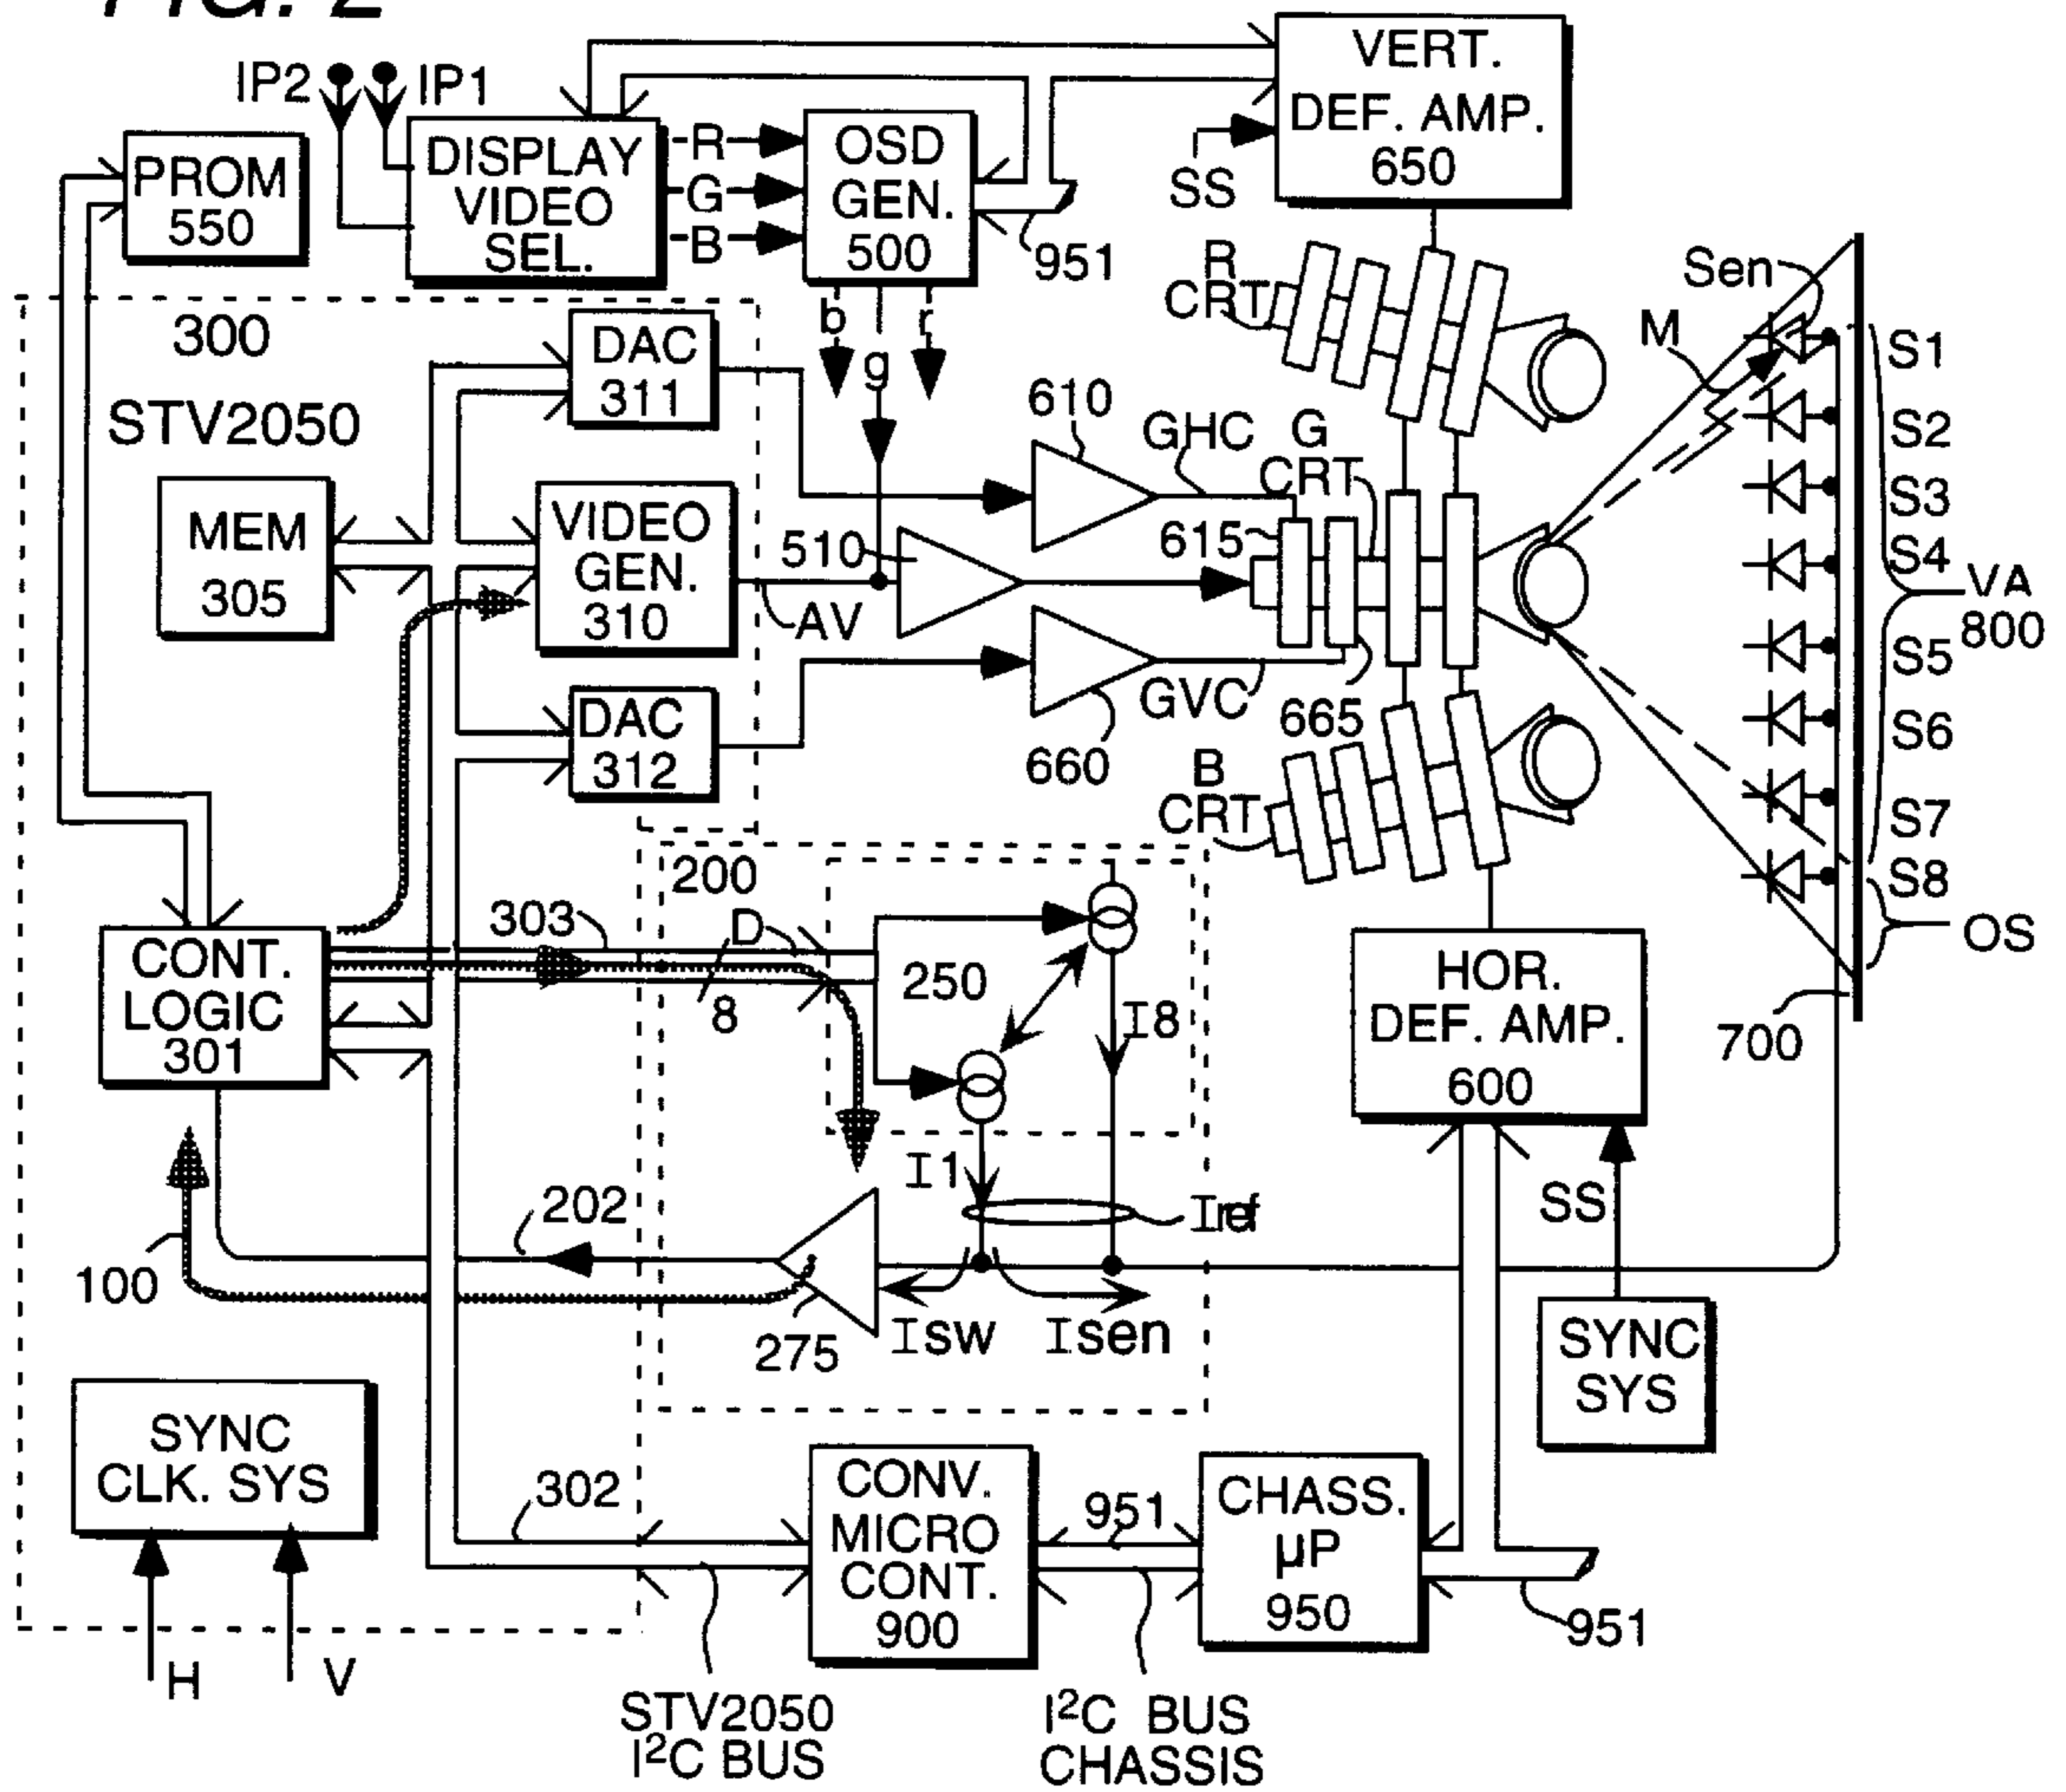 FIG. 2
IP2
IP1
VERT.
DEF. AMP.
650
SS
PROM
550
DISPLAY
VIDEO
SEL.
R
G
B
OSD
GEN.
500
951
b
g
r
300
STV2050
DAC
311
MEM
305
VIDEO
GEN.
310
DAC
312
AV
510
610
GHC
G
CRT
615
GVC
660
665
R
CRT
B
CRT
Sen
M
S1
S2
S3
S4
S5
S6
S7
S8
VA
800
OS
700
200
303
D
8
250
CONT.
LOGIC
301
I8
I1
Iref
202
100
275
Isw
Isen
HOR.
DEF. AMP.
600
SS
SYNC
SYS
SYNC
CLK. SYS
H
V
302
CONV.
MICRO
CONT.
900
951
CHASS.
µP
950
951
STV2050
I²C BUS
I²C BUS
CHASSIS